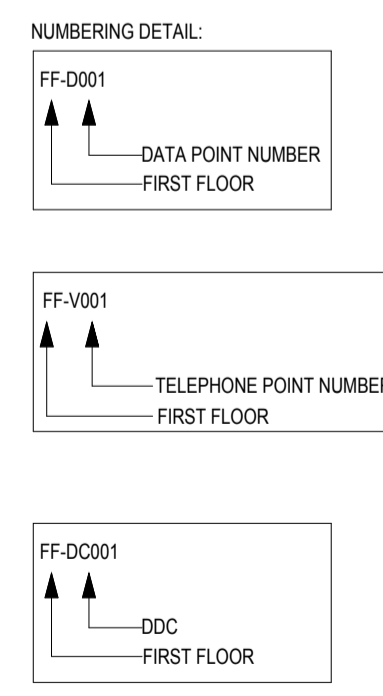 NUMBERING DETAIL:
FF-D001
DATA POINT NUMBER
FIRST FLOOR
FF-V001
TELEPHONE POINT NUMBER
FIRST FLOOR
FF-DC001
DDC
FIRST FLOOR